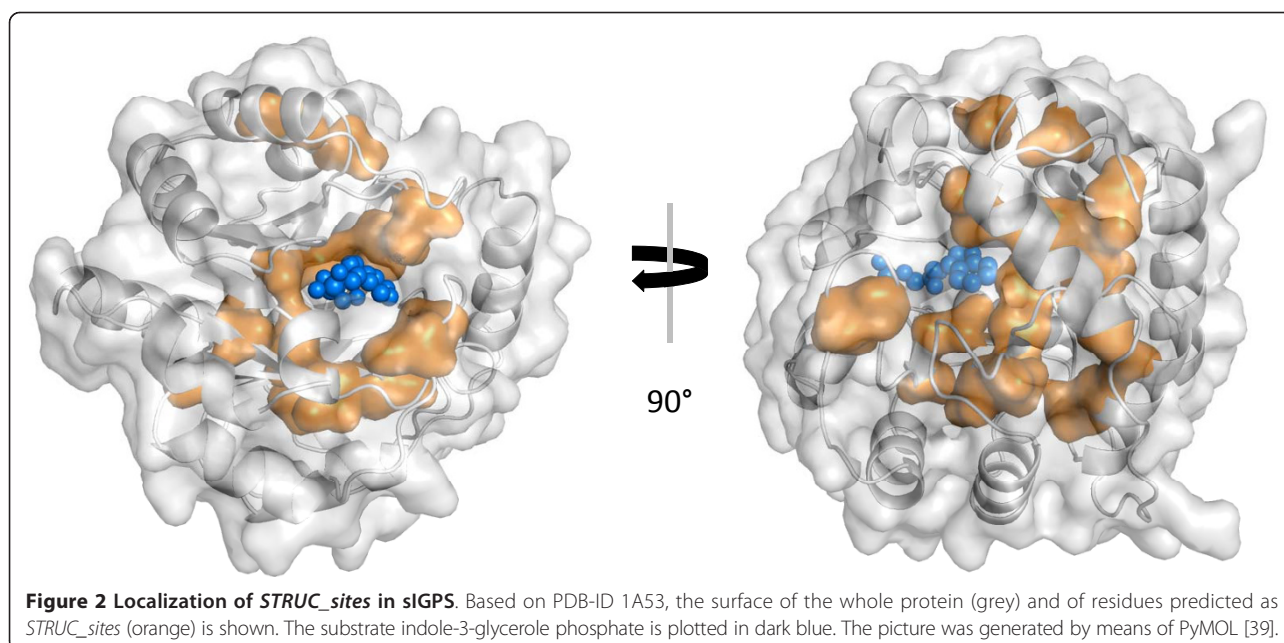 90°
Figure 2 Localization of STRUC_sites in sIGPS. Based on PDB-ID 1A53, the surface of the whole protein (grey) and of residues predicted as
STRUC_sites (orange) is shown. The substrate indole-3-glycerole phosphate is plotted in dark blue. The picture was generated by means of PyMOL [39].